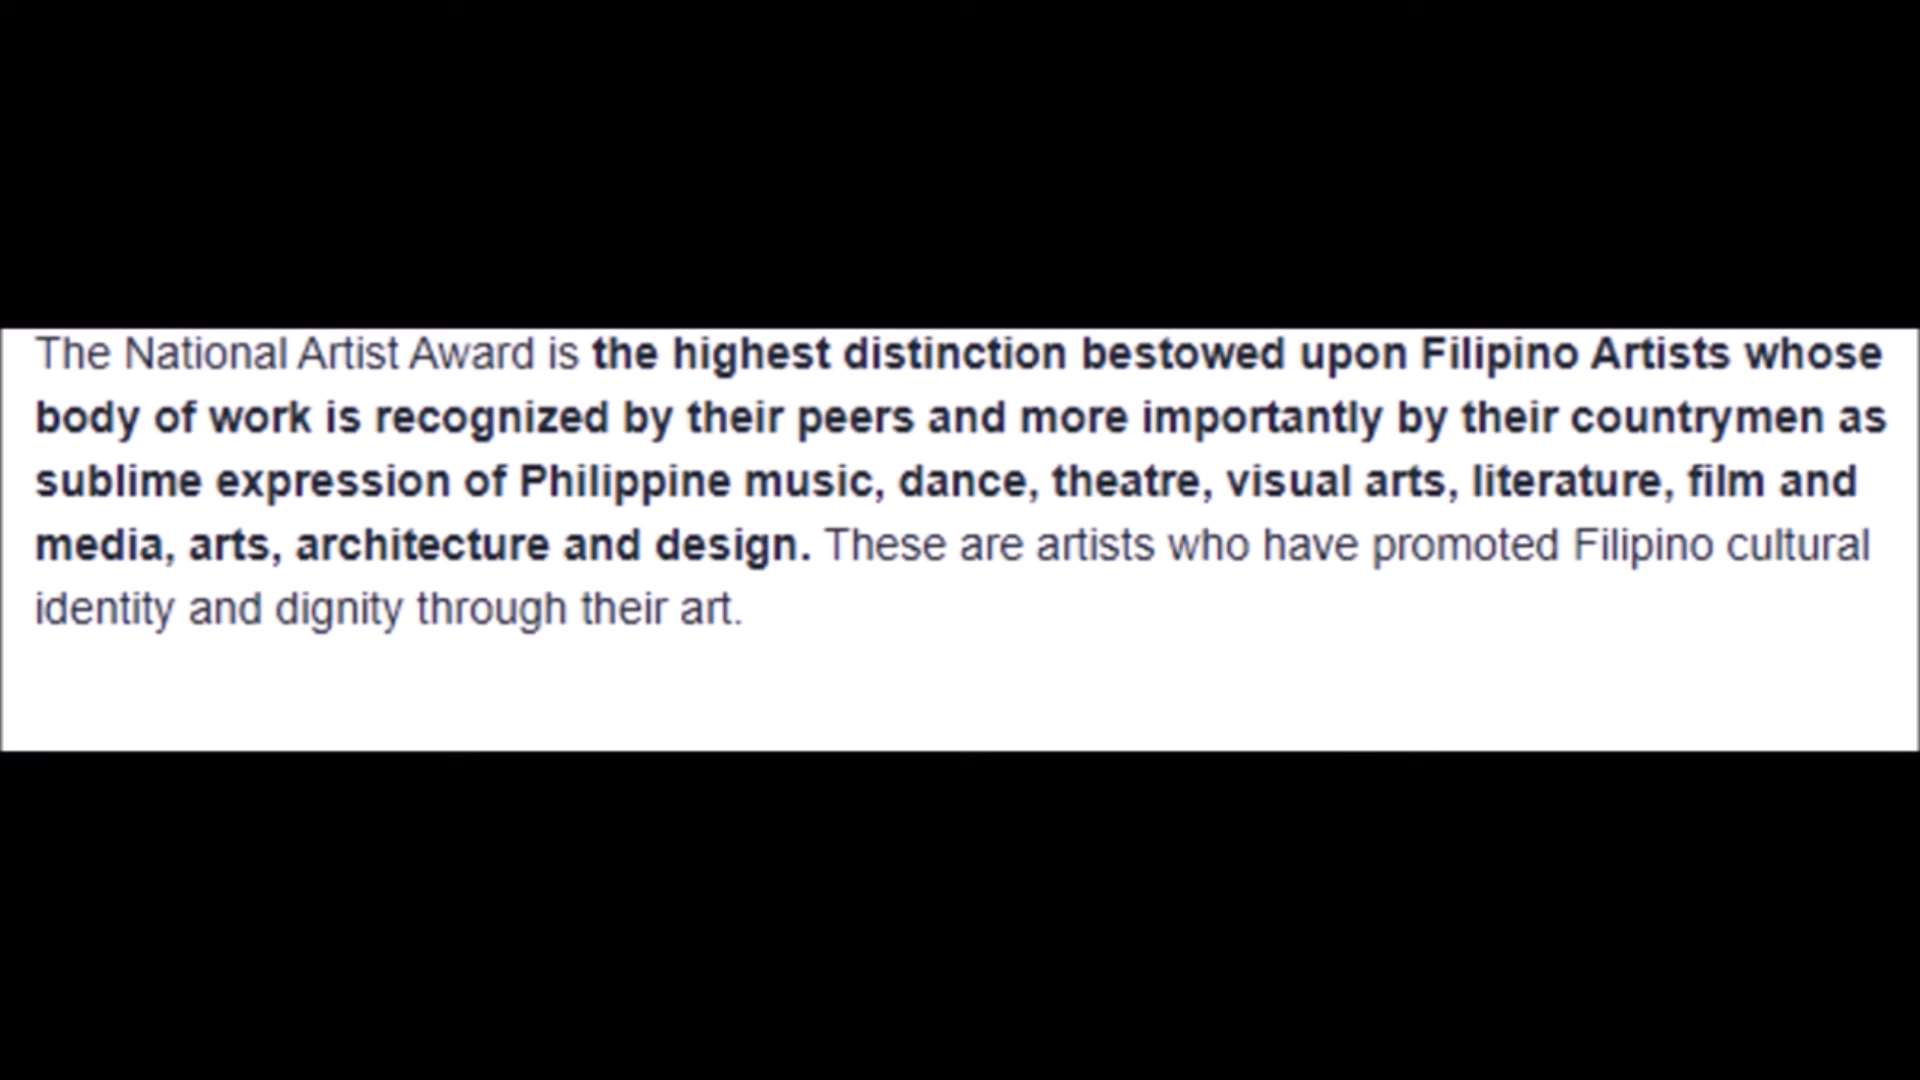 The National Artist Award is the highest distinction bestowed upon Filipino Artists whose
body of work is recognized by their peers and more importantly by their countrymen as
sublime expression of Philippine music, dance, theatre, visual arts, literature, film and
media, arts, architecture and design. These are artists who have promoted Filipino cultural
identity and dignity through their art.